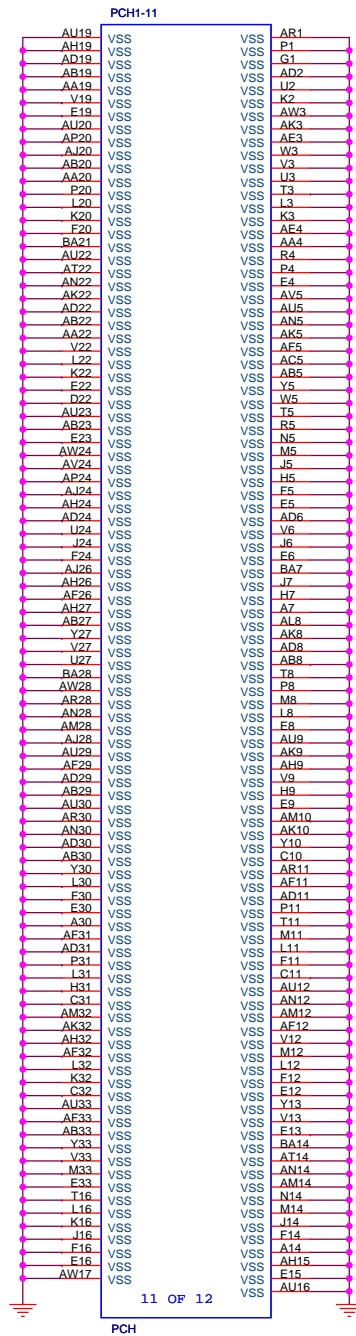 PCH1-11
AU19 VSS VSS AR1
AH19 VSS VSS P1
AD19 VSS VSS G1
AB19 VSS VSS AD2
AA19 VSS VSS U2
V19 VSS VSS K2
E19 VSS VSS AW3
AU20 VSS VSS AK3
AP20 VSS VSS AE3
AJ20 VSS VSS W3
AB20 VSS VSS V3
AA20 VSS VSS U3
P20 VSS VSS T3
L20 VSS VSS L3
K20 VSS VSS K3
F20 VSS VSS AE4
BA21 VSS VSS AA4
AU22 VSS VSS R4
AT22 VSS VSS P4
AN22 VSS VSS E4
AK22 VSS VSS AV5
AD22 VSS VSS AU5
AB22 VSS VSS AN5
AA22 VSS VSS AK5
V22 VSS VSS AF5
L22 VSS VSS AC5
K22 VSS VSS AB5
E22 VSS VSS Y5
D22 VSS VSS W5
AU23 VSS VSS T5
AB23 VSS VSS R5
E23 VSS VSS N5
AW24 VSS VSS M5
AV24 VSS VSS J5
AP24 VSS VSS H5
AJ24 VSS VSS F5
AH24 VSS VSS E5
AD24 VSS VSS AD6
U24 VSS VSS V6
J24 VSS VSS J6
F24 VSS VSS E6
AJ26 VSS VSS BA7
AH26 VSS VSS J7
AF26 VSS VSS H7
AH27 VSS VSS A7
AB27 VSS VSS AL8
Y27 VSS VSS AK8
V27 VSS VSS AD8
U27 VSS VSS AB8
BA28 VSS VSS T8
AW28 VSS VSS P8
AR28 VSS VSS M8
AN28 VSS VSS L8
AM28 VSS VSS E8
AJ28 VSS VSS AU9
AU29 VSS VSS AK9
AF29 VSS VSS AH9
AD29 VSS VSS V9
AB29 VSS VSS H9
AU30 VSS VSS E9
AR30 VSS VSS AM10
AN30 VSS VSS AK10
AD30 VSS VSS Y10
AB30 VSS VSS C10
Y30 VSS VSS AR11
L30 VSS VSS AF11
F30 VSS VSS AD11
E30 VSS VSS P11
A30 VSS VSS T11
AF31 VSS VSS M11
AD31 VSS VSS L11
P31 VSS VSS F11
L31 VSS VSS C11
H31 VSS VSS AU12
C31 VSS VSS AN12
AM32 VSS VSS AM12
AK32 VSS VSS AF12
AH32 VSS VSS V12
AF32 VSS VSS M12
L32 VSS VSS L12
K32 VSS VSS F12
C32 VSS VSS E12
AU33 VSS VSS Y13
AF33 VSS VSS V13
AB33 VSS VSS E13
Y33 VSS VSS BA14
V33 VSS VSS AT14
M33 VSS VSS AN14
E33 VSS VSS AM14
T16 VSS VSS N14
L16 VSS VSS M14
K16 VSS VSS J14
J16 VSS VSS F14
F16 VSS VSS A14
E16 VSS VSS AH15
AW17 VSS VSS E15
VSS AU16
11 OF 12
PCH